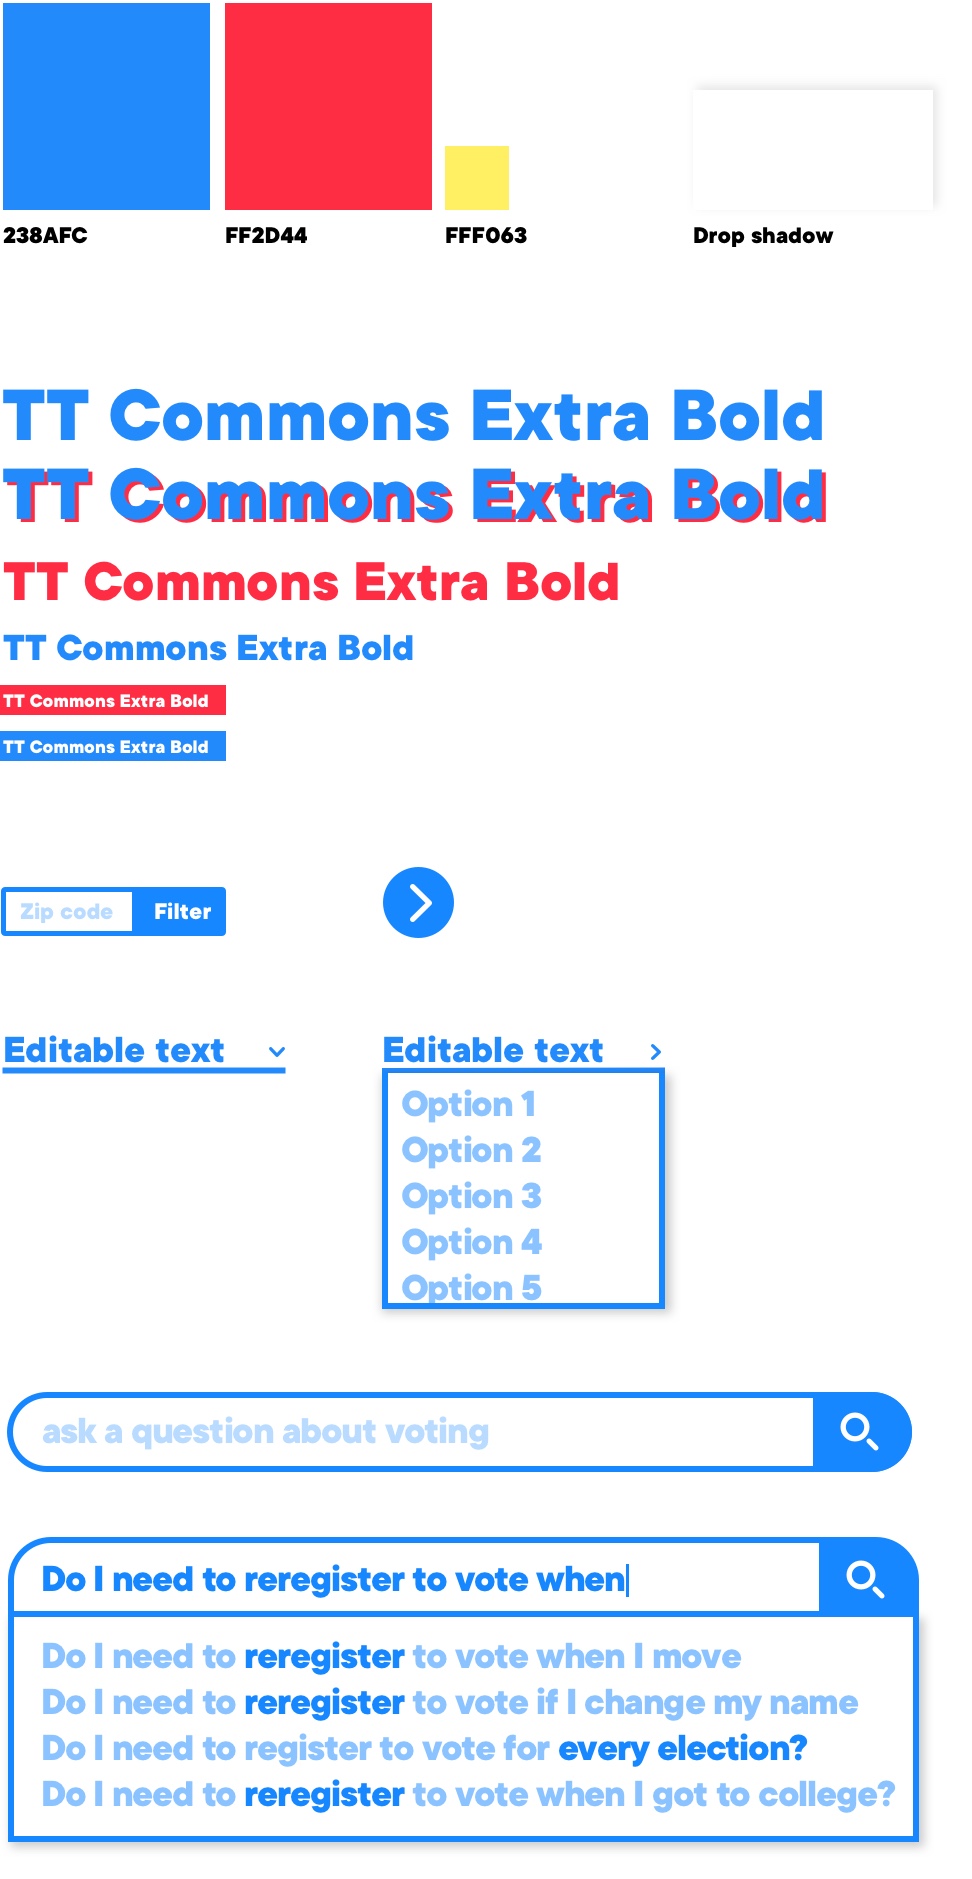 238AFC
FF2D44
FFF063
Drop shadow
TT Commons Extra Bold
TT Commons Extra Bold
TT Commons Extra Bold
TT Commons Extra Bold
TT Commons Extra Bold
TT Commons Extra Bold
Zip code
Filter
Editable text
Editable text
Option 1
Option 2
Option 3
Option 4
Option 5
ask a question about voting
Do I need to reregister to vote when
Do I need to reregister to vote when I move
Do I need to reregister to vote if I change my name
Do I need to register to vote for every election?
Do I need to reregister to vote when I got to college?